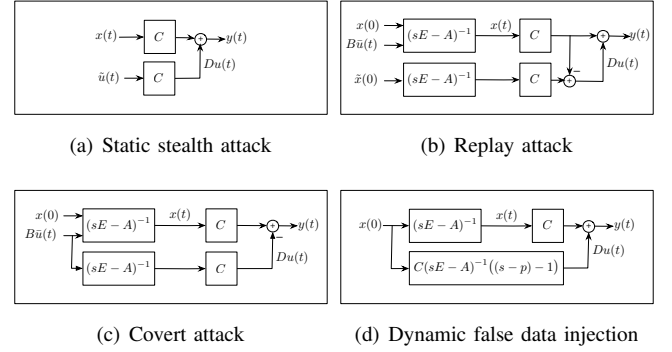 x(t)
C
+
y(t)
ũ(t)
C
Du(t)
(a) Static stealth attack
x(0)
Bū(t)
(sE − A)⁻¹
x(t)
C
+
y(t)
−
x̃(0)
(sE − A)⁻¹
C
+
Du(t)
(b) Replay attack
x(0)
Bū(t)
(sE − A)⁻¹
x(t)
C
+
y(t)
−
(sE − A)⁻¹
C
Du(t)
(c) Covert attack
x(0)
(sE − A)⁻¹
x(t)
C
+
y(t)
C(sE − A)⁻¹((s − p) − 1)
Du(t)
(d) Dynamic false data injection